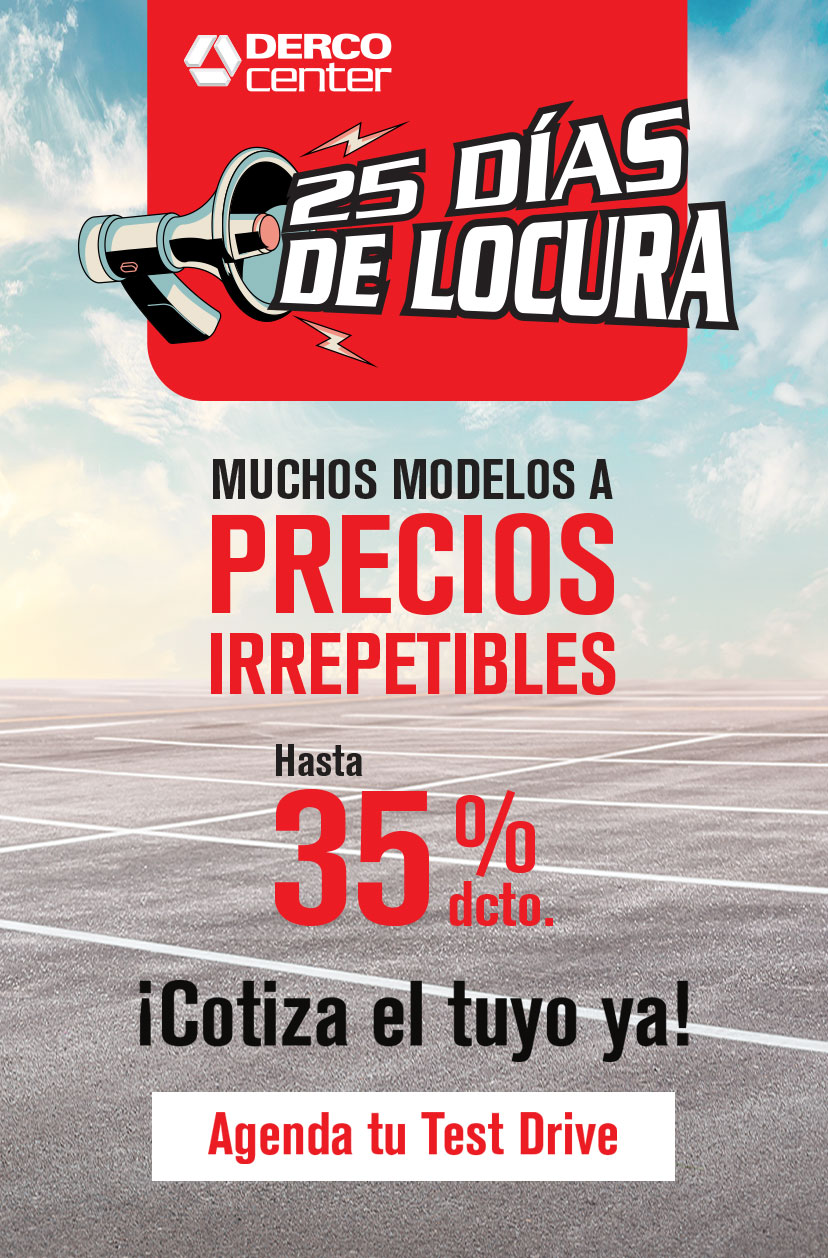 DERCO
center
25 DÍAS
DE LOCURA
MUCHOS MODELOS A
PRECIOS
IRREPETIBLES
Hasta
35%
dcto.
¡Cotiza el tuyo ya!
Agenda tu Test Drive